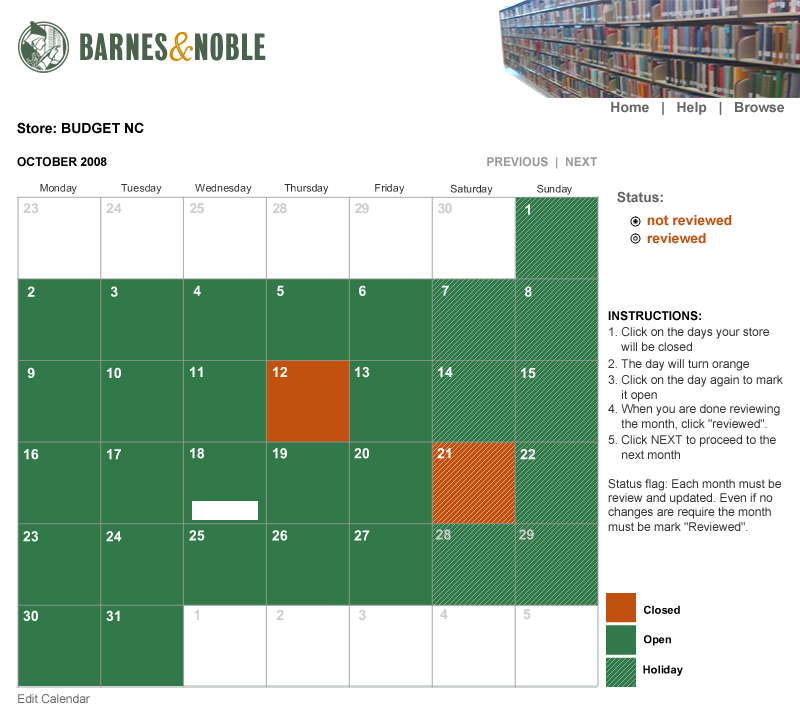 BARNES&NOBLE
Home | Help | Browse
Store: BUDGET NC
OCTOBER 2008
PREVIOUS | NEXT
Monday Tuesday Wednesday Thursday Friday Saturday Sunday
23 24 25 28 29 30 1
2 3 4 5 6 7 8
9 10 11 12 13 14 15
16 17 18 19 20 21 22
23 24 25 26 27 28 29
30 31 1 2 3 4 5
Edit Calendar
Status:
not reviewed
reviewed
INSTRUCTIONS:
1. Click on the days your store
will be closed
2. The day will turn orange
3. Click on the day again to mark
it open
4. When you are done reviewing
the month, click "reviewed".
5. Click NEXT to proceed to the
next month
Status flag: Each month must be
review and updated. Even if no
changes are require the month
must be mark "Reviewed".
Closed
Open
Holiday